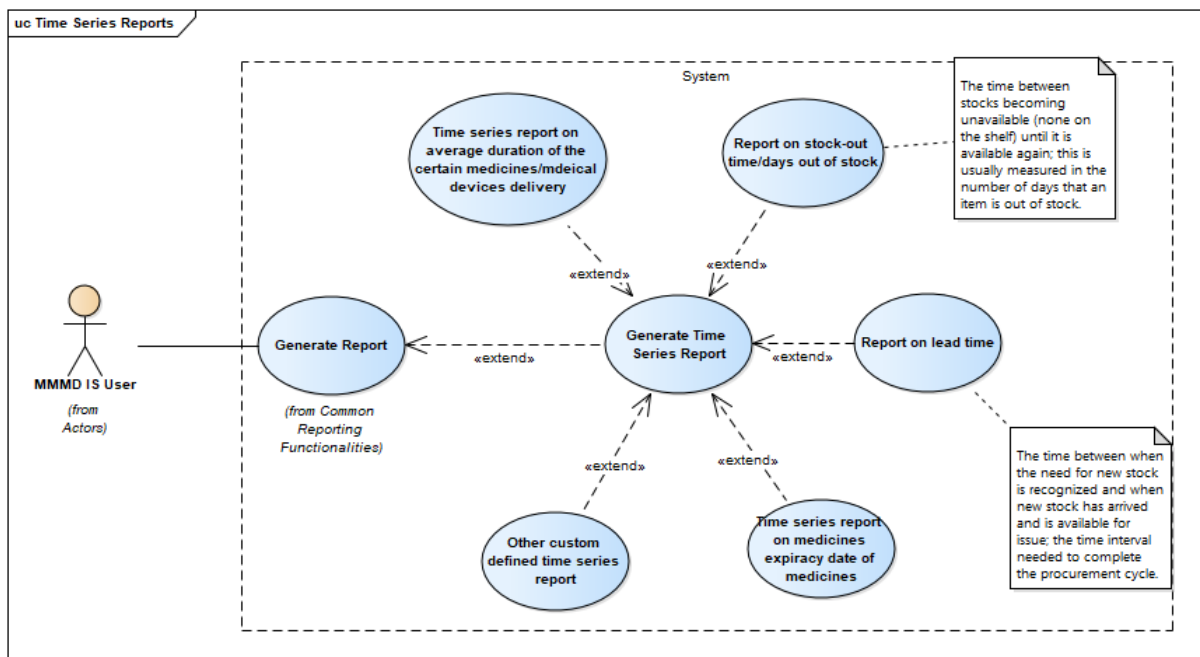 uc Time Series Reports
System
Time series report on
average duration of the
certain medicines/mdeical
devices delivery
Report on stock-out
time/days out of stock
The time between
stocks becoming
unavailable (none on
the shelf) until it is
available again; this is
usually measured in the
number of days that an
item is out of stock.
«extend»
«extend»
MMMD IS User
(from
Actors)
Generate Report
(from Common
Reporting
Functionalities)
«extend»
Generate Time
Series Report
«extend»
Report on lead time
«extend»
«extend»
Other custom
defined time series
report
Time series report
on medicines
expiracy date of
medicines
The time between when
the need for new stock
is recognized and when
new stock has arrived
and is available for
issue; the time interval
needed to complete
the procurement cycle.